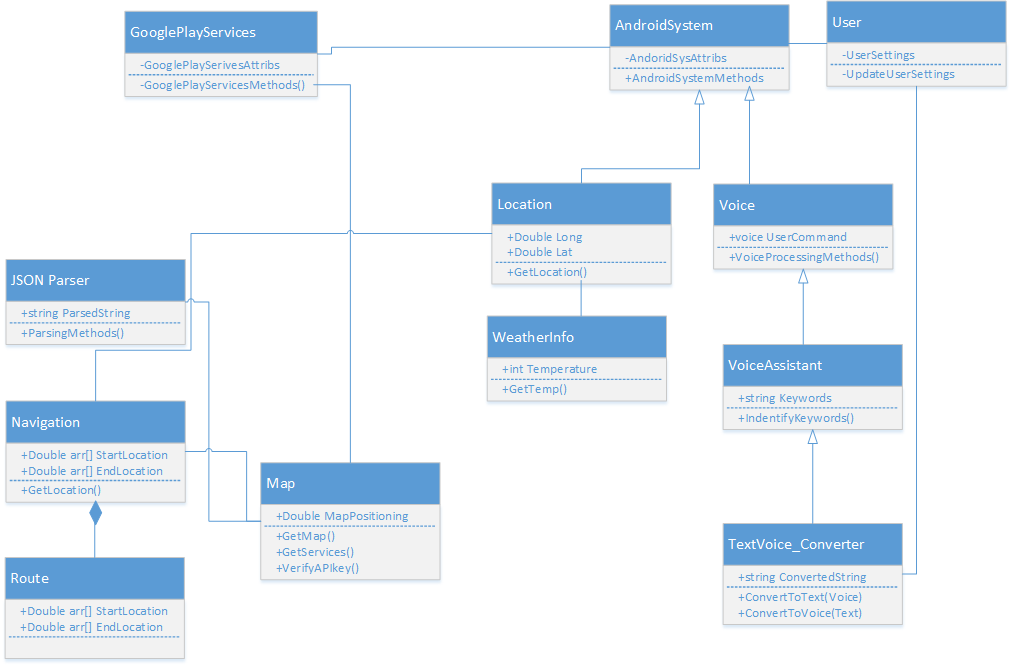 GooglePlayServices
-GooglePlaySerivesAttribs
-GooglePlayServicesMethods()
AndroidSystem
-AndoridSysAttribs
+AndroidSystemMethods
User
-UserSettings
-UpdateUserSettings
Location
+Double Long
+Double Lat
+GetLocation()
Voice
+voice UserCommand
+VoiceProcessingMethods()
JSON Parser
+string ParsedString
+ParsingMethods()
WeatherInfo
+int Temperature
+GetTemp()
VoiceAssistant
+string Keywords
+IndentifyKeywords()
Navigation
+Double arr[] StartLocation
+Double arr[] EndLocation
+GetLocation()
Map
+Double MapPositioning
+GetMap()
+GetServices()
+VerifyAPIkey()
TextVoice_Converter
+string ConvertedString
+ConvertToText(Voice)
+ConvertToVoice(Text)
Route
+Double arr[] StartLocation
+Double arr[] EndLocation